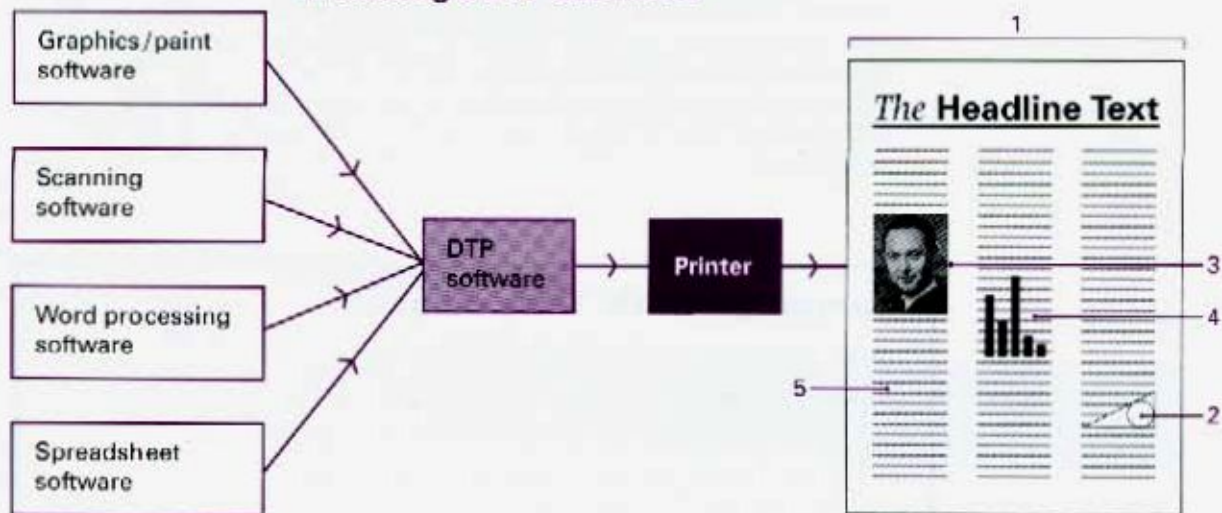 1
Graphics/paint
software
The Headline Text
Scanning
software
DTP
software
Printer
3
Word processing
software
4
5
2
Spreadsheet
software